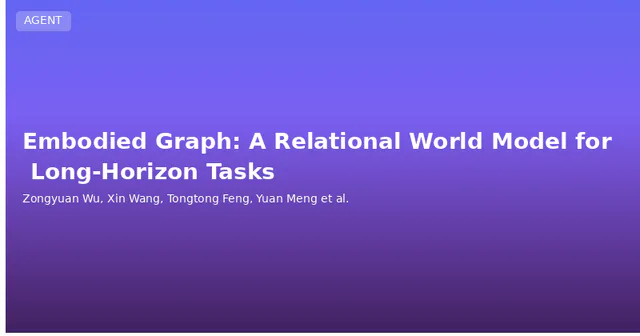 AGENT
Embodied Graph: A Relational World Model for
Long-Horizon Tasks
Zongyuan Wu, Xin Wang, Tongtong Feng, Yuan Meng et al.